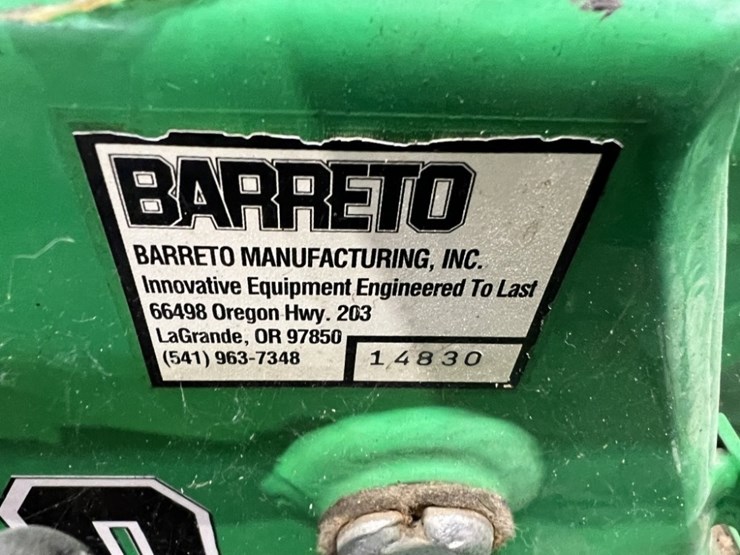 BARRETO
BARRETO MANUFACTURING, INC.
Innovative Equipment Engineered To Last
66498 Oregon Hwy. 203
LaGrande, OR 97850
(541) 963-7348
14830